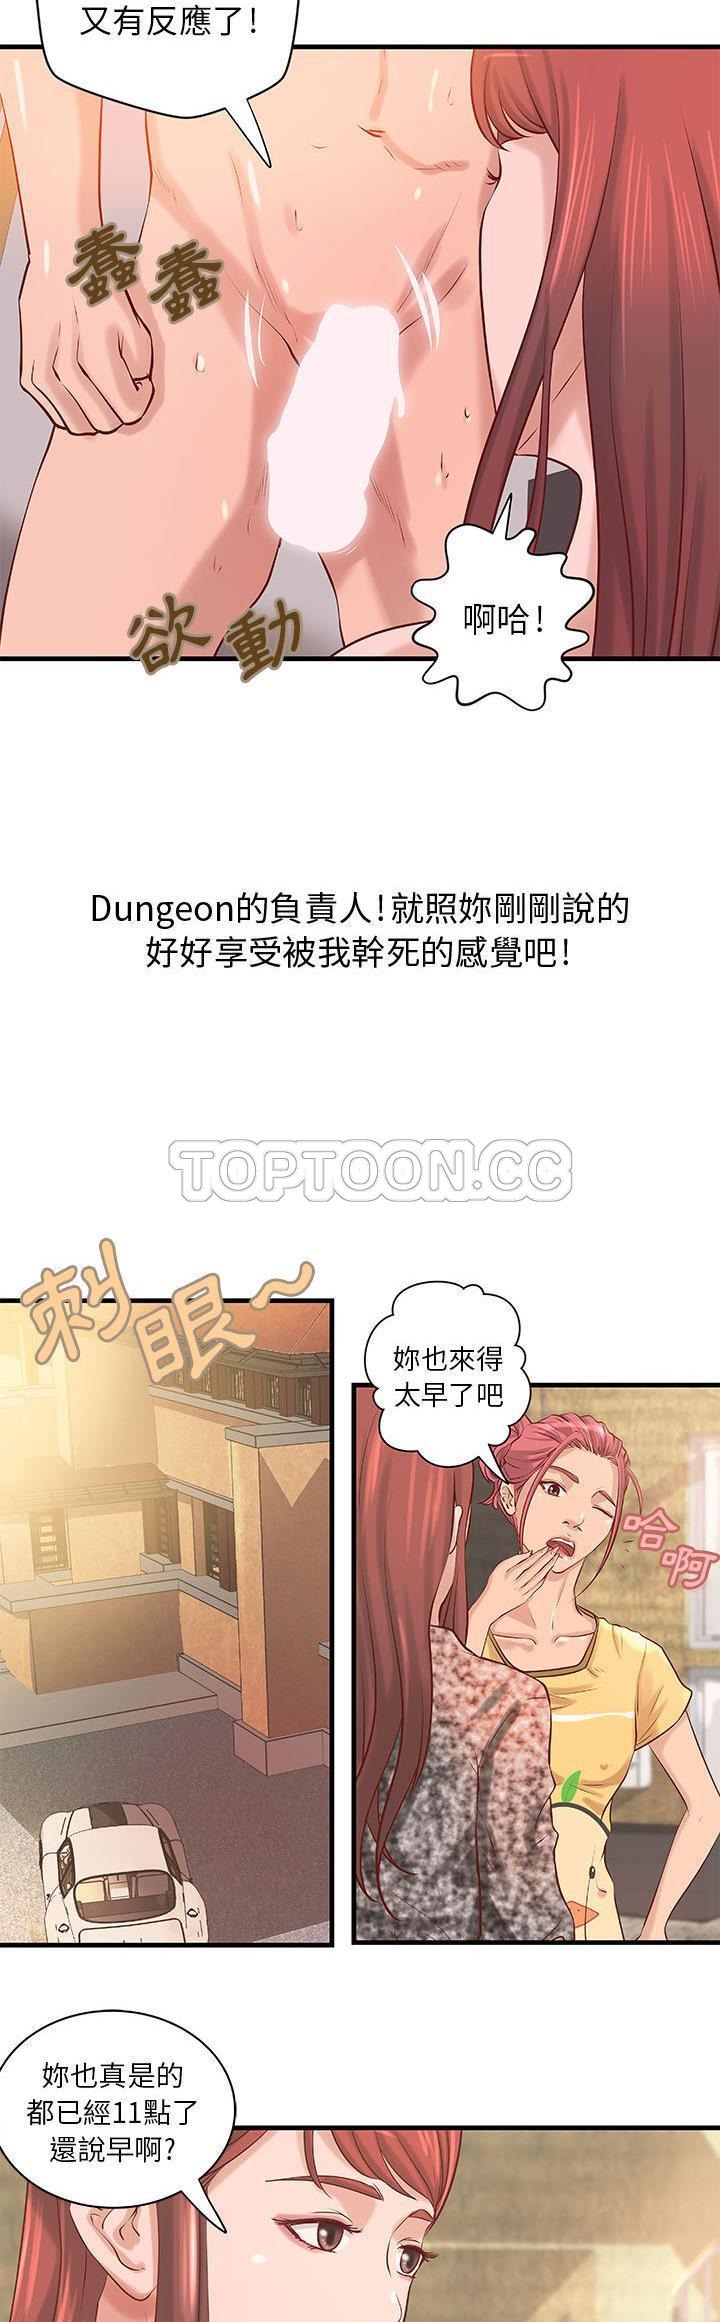 又有反應了!
蠢蠢
欲動
啊哈!
Dungeon的負責人!就照妳剛剛說的
好好享受被我幹死的感覺吧!
TOPTOON.CC
刺眼~
妳也來得
太早了吧
哈啊
妳也真是的
都已經11點了
還說早啊?